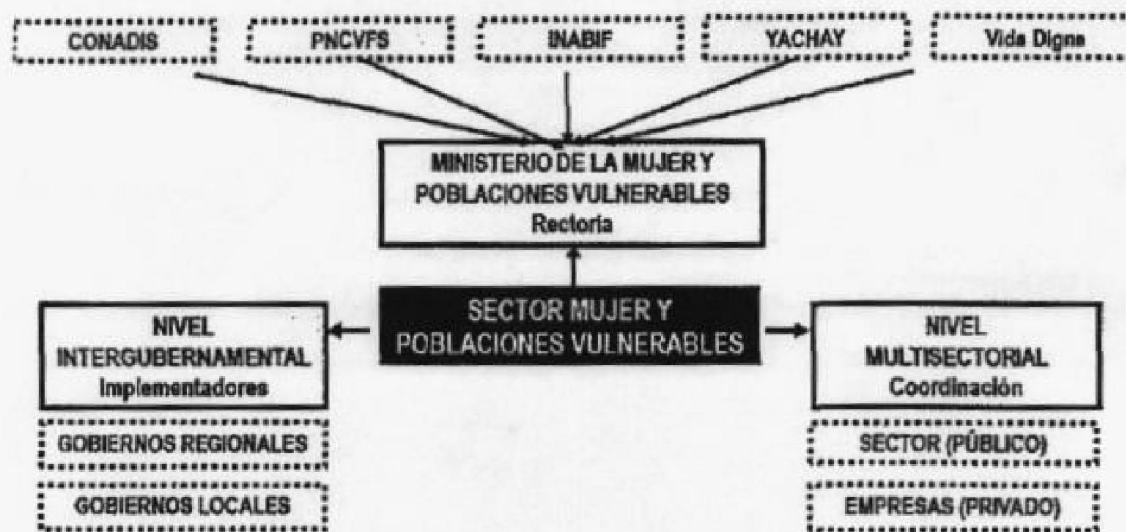 CONADIS
PNCVFS
INABIF
YACHAY
Vida Digna
MINISTERIO DE LA MUJER Y
POBLACIONES VULNERABLES
Rectoría
SECTOR MUJER Y
POBLACIONES VULNERABLES
NIVEL
INTERGUBERNAMENTAL
Implementadores
GOBIERNOS REGIONALES
GOBIERNOS LOCALES
NIVEL
MULTISECTORIAL
Coordinación
SECTOR (PÚBLICO)
EMPRESAS (PRIVADO)